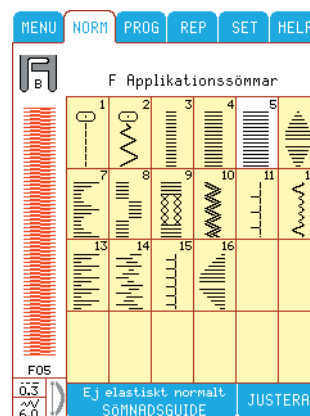 MENU NORM PROG REP SET HELP
B
F Applikationssömmar
1 2 3 4 5
7 8 9 10 11 1
13 14 15 16
F05
0.3
6.0
Ej elastiskt normalt
SÖMNADSGUIDE
JUSTERA